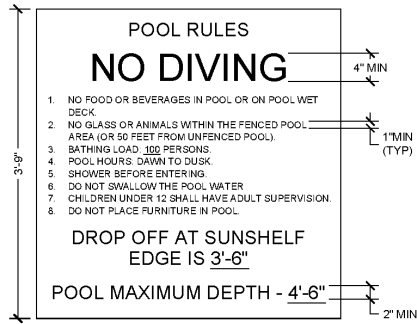 POOL RULES
NO DIVING
4" MIN
1. NO FOOD OR BEVERAGES IN POOL OR ON POOL WET
DECK.
2. NO GLASS OR ANIMALS WITHIN THE FENCED POOL
AREA (OR 50 FEET FROM UNFENCED POOL).
1"MIN
(TYP)
3. BATHING LOAD: 100 PERSONS.
4. POOL HOURS: DAWN TO DUSK.
5. SHOWER BEFORE ENTERING.
6. DO NOT SWALLOW THE POOL WATER
7. CHILDREN UNDER 12 SHALL HAVE ADULT SUPERVISION.
8. DO NOT PLACE FURNITURE IN POOL.
3'-9"
DROP OFF AT SUNSHELF
EDGE IS 3'-6"
POOL MAXIMUM DEPTH - 4'-6"
2" MIN